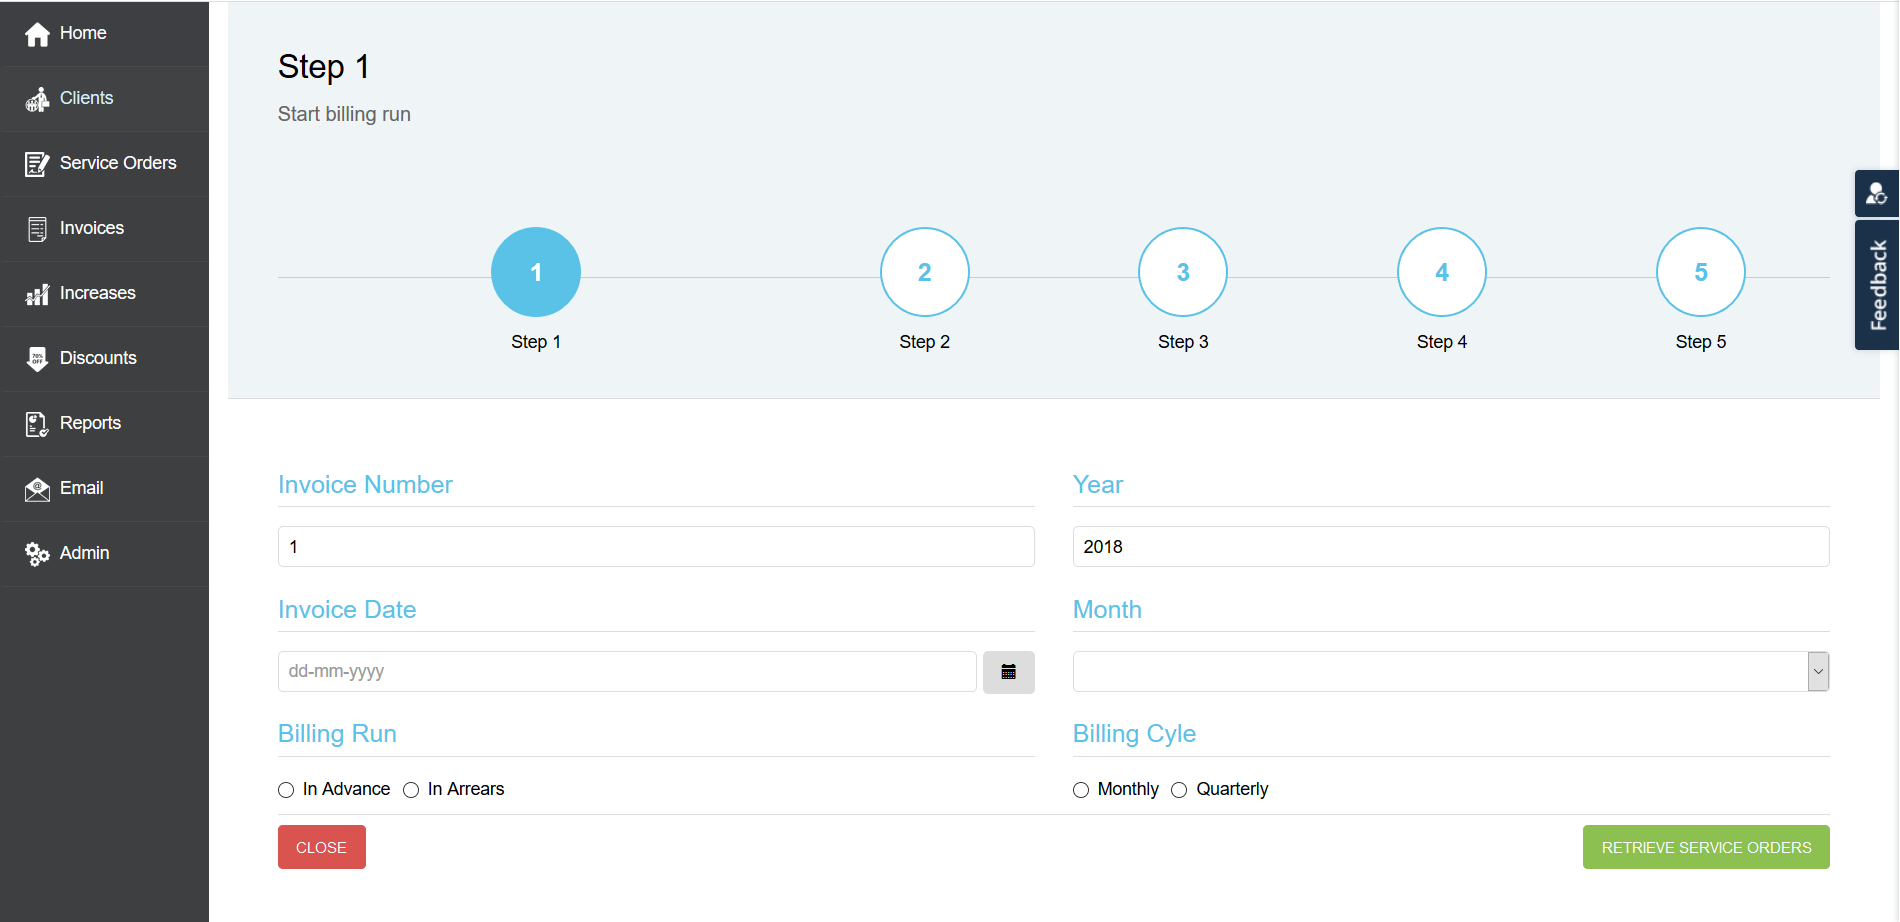 Home
Clients
Service Orders
Invoices
Increases
Discounts
Reports
Email
Admin
Step 1
Start billing run
1
2
3
4
5
Step 1
Step 2
Step 3
Step 4
Step 5
Feedback
Invoice Number
Year
1
2018
Invoice Date
Month
dd-mm-yyyy
Billing Run
Billing Cyle
In Advance
In Arrears
Monthly
Quarterly
CLOSE
RETRIEVE SERVICE ORDERS